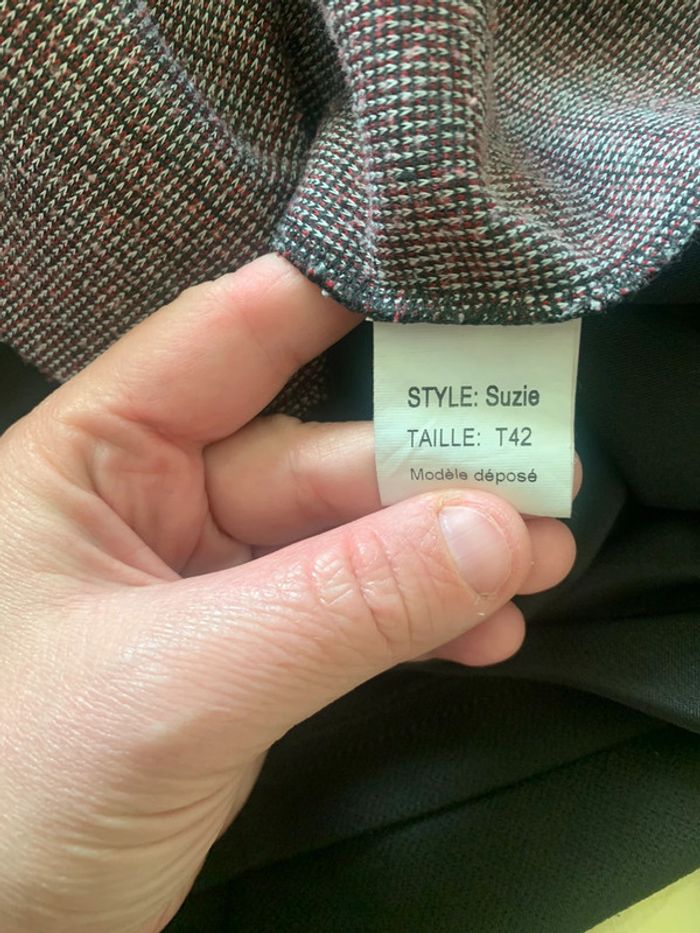 STYLE: Suzie
TAILLE: T42
Modèle déposé